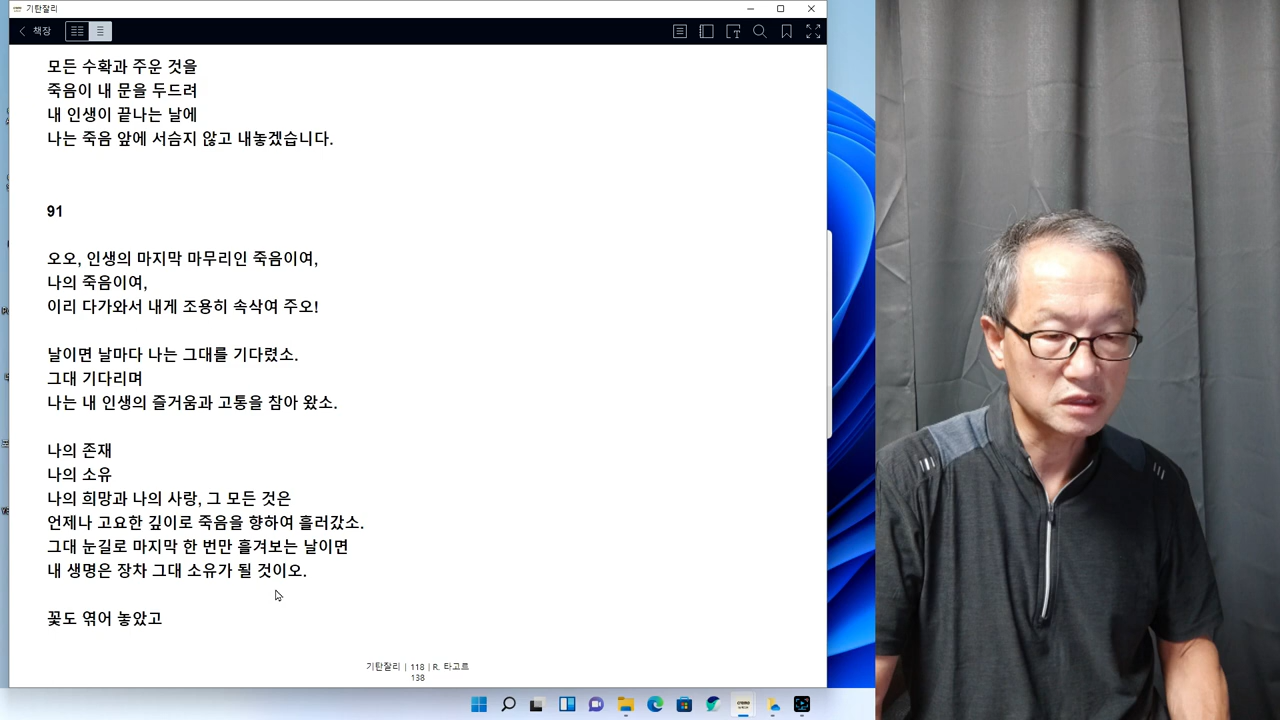 기탄잘리
책장
모든 수확과 주운 것을
죽음이 내 문을 두드려
내 인생이 끝나는 날에
나는 죽음 앞에 서슴지 않고 내놓겠습니다.
91
오오, 인생의 마지막 마무리인 죽음이여,
나의 죽음이여,
이리 다가와서 내게 조용히 속삭여 주오!
날이면 날마다 나는 그대를 기다렸소.
그대 기다리며
나는 내 인생의 즐거움과 고통을 참아 왔소.
나의 존재
나의 소유
나의 희망과 나의 사랑, 그 모든 것은
언제나 고요한 깊이로 죽음을 향하여 흘러갔소.
그대 눈길로 마지막 한 번만 흘겨보는 날이면
내 생명은 장차 그대 소유가 될 것이오.
꽃도 엮어 놓았고
기탄잘리 | 118 | R. 타고르
138